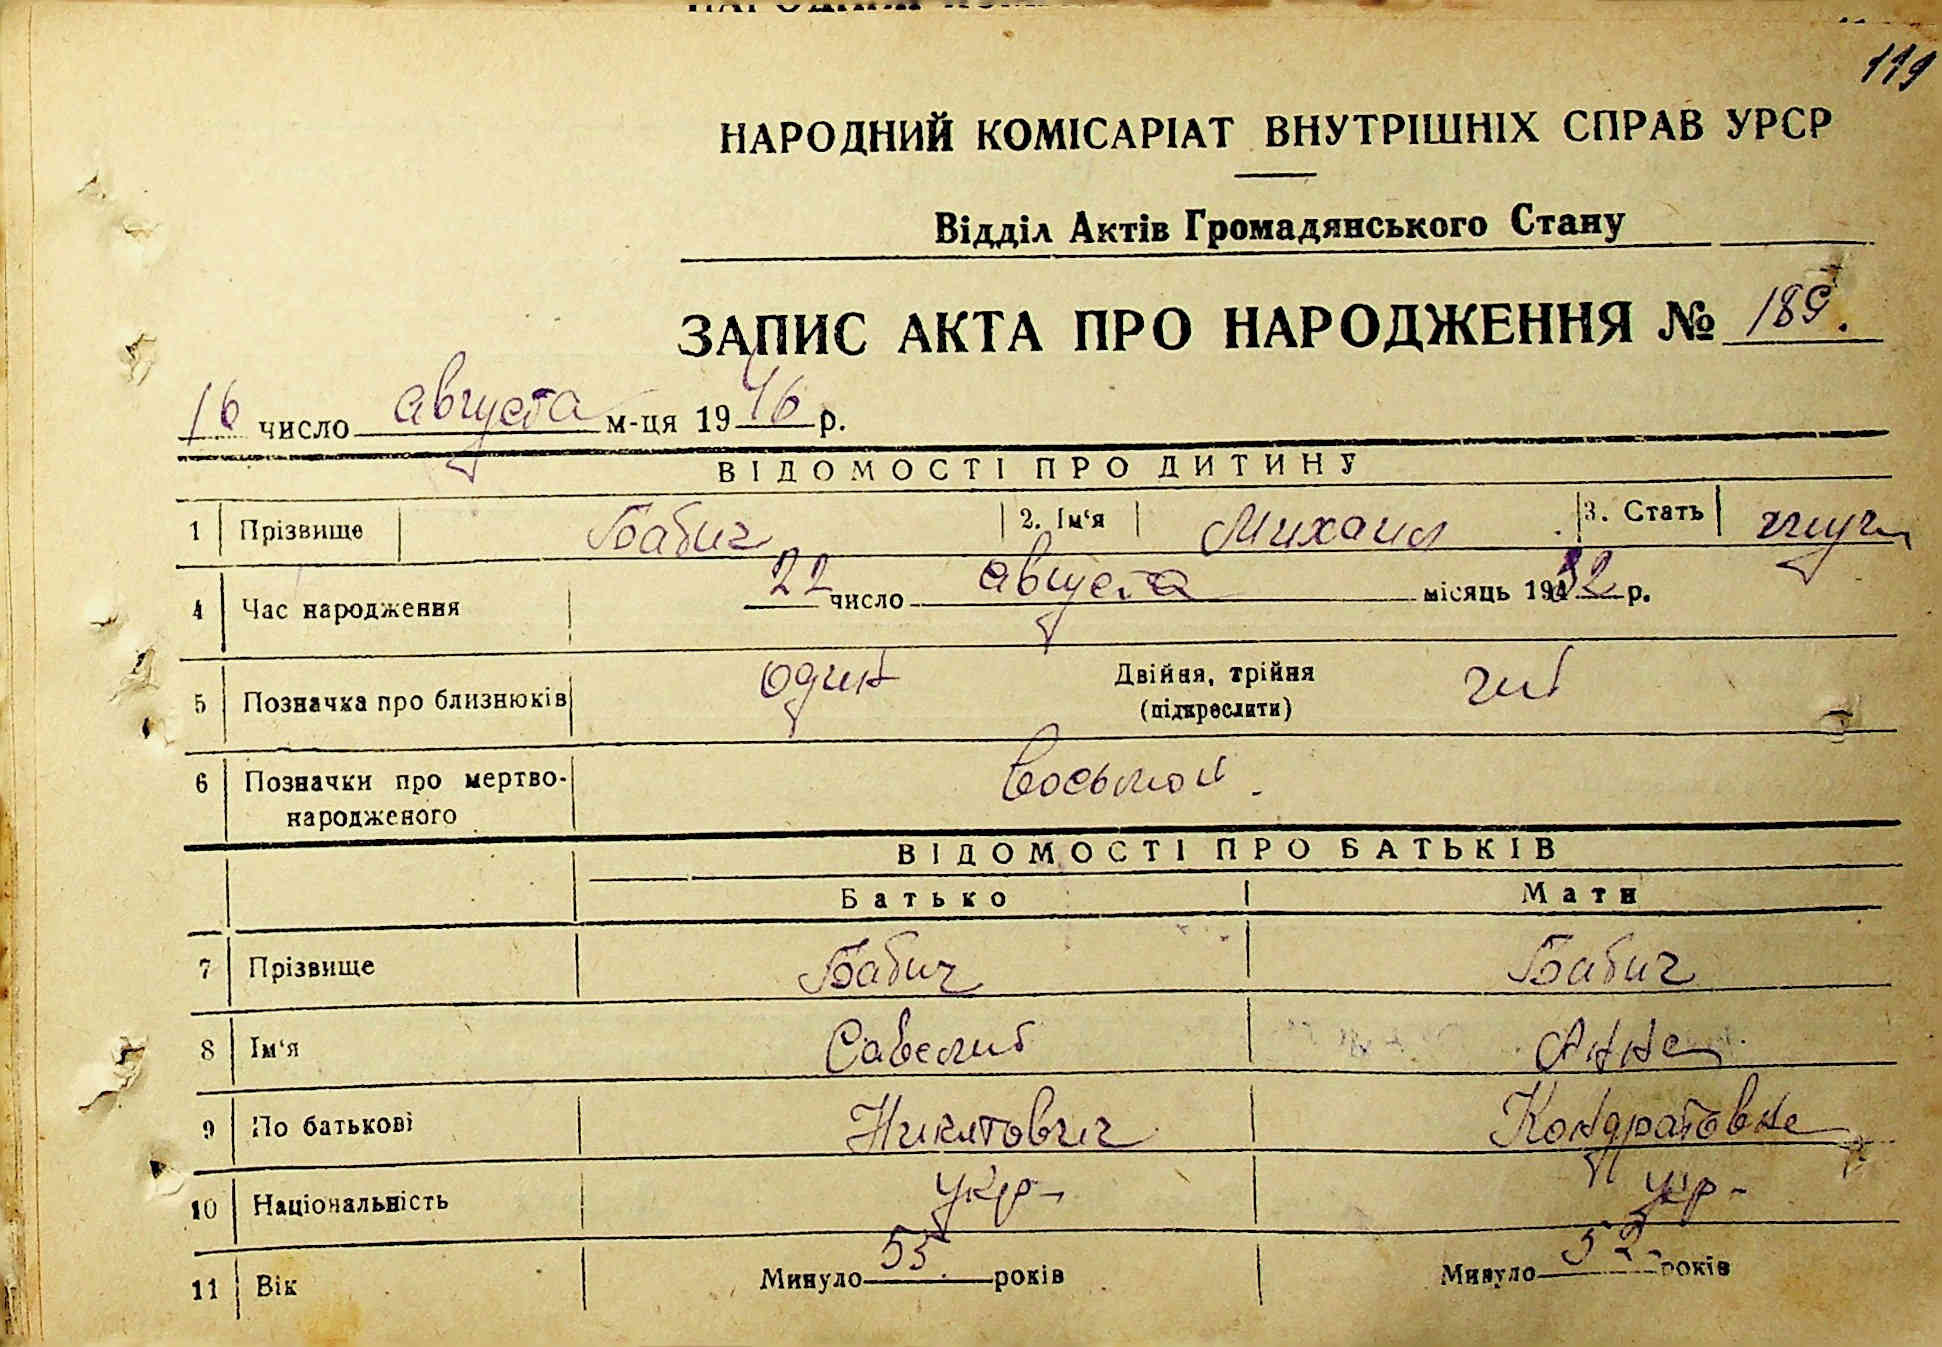 119
НАРОДНИЙ КОМІСАРІАТ ВНУТРІШНІХ СПРАВ УРСР
Відділ Актів Громадянського Стану
ЗАПИС АКТА ПРО НАРОДЖЕННЯ № 189.
16 число августа м-ця 1946 р.
ВІДОМОСТІ ПРО ДИТИНУ
1 Прізвище Бабич 2. Ім‘я Михаил 3. Стать муж
4 Час народження 22 число августа місяць 1932 р.
5 Позначка про близнюків один Двійня, трійня
(підкреслити)
6 Позначки про мертво-
народженого восьмой.
ВІДОМОСТІ ПРО БАТЬКІВ
Батько Мати
7 Прізвище Бабич Бабич
8 Ім‘я Савелий Анна
9 По батькові Никитович Кондратовна
10 Національність укр- укр-
11 Вік Минуло 55 років Минуло 52 років